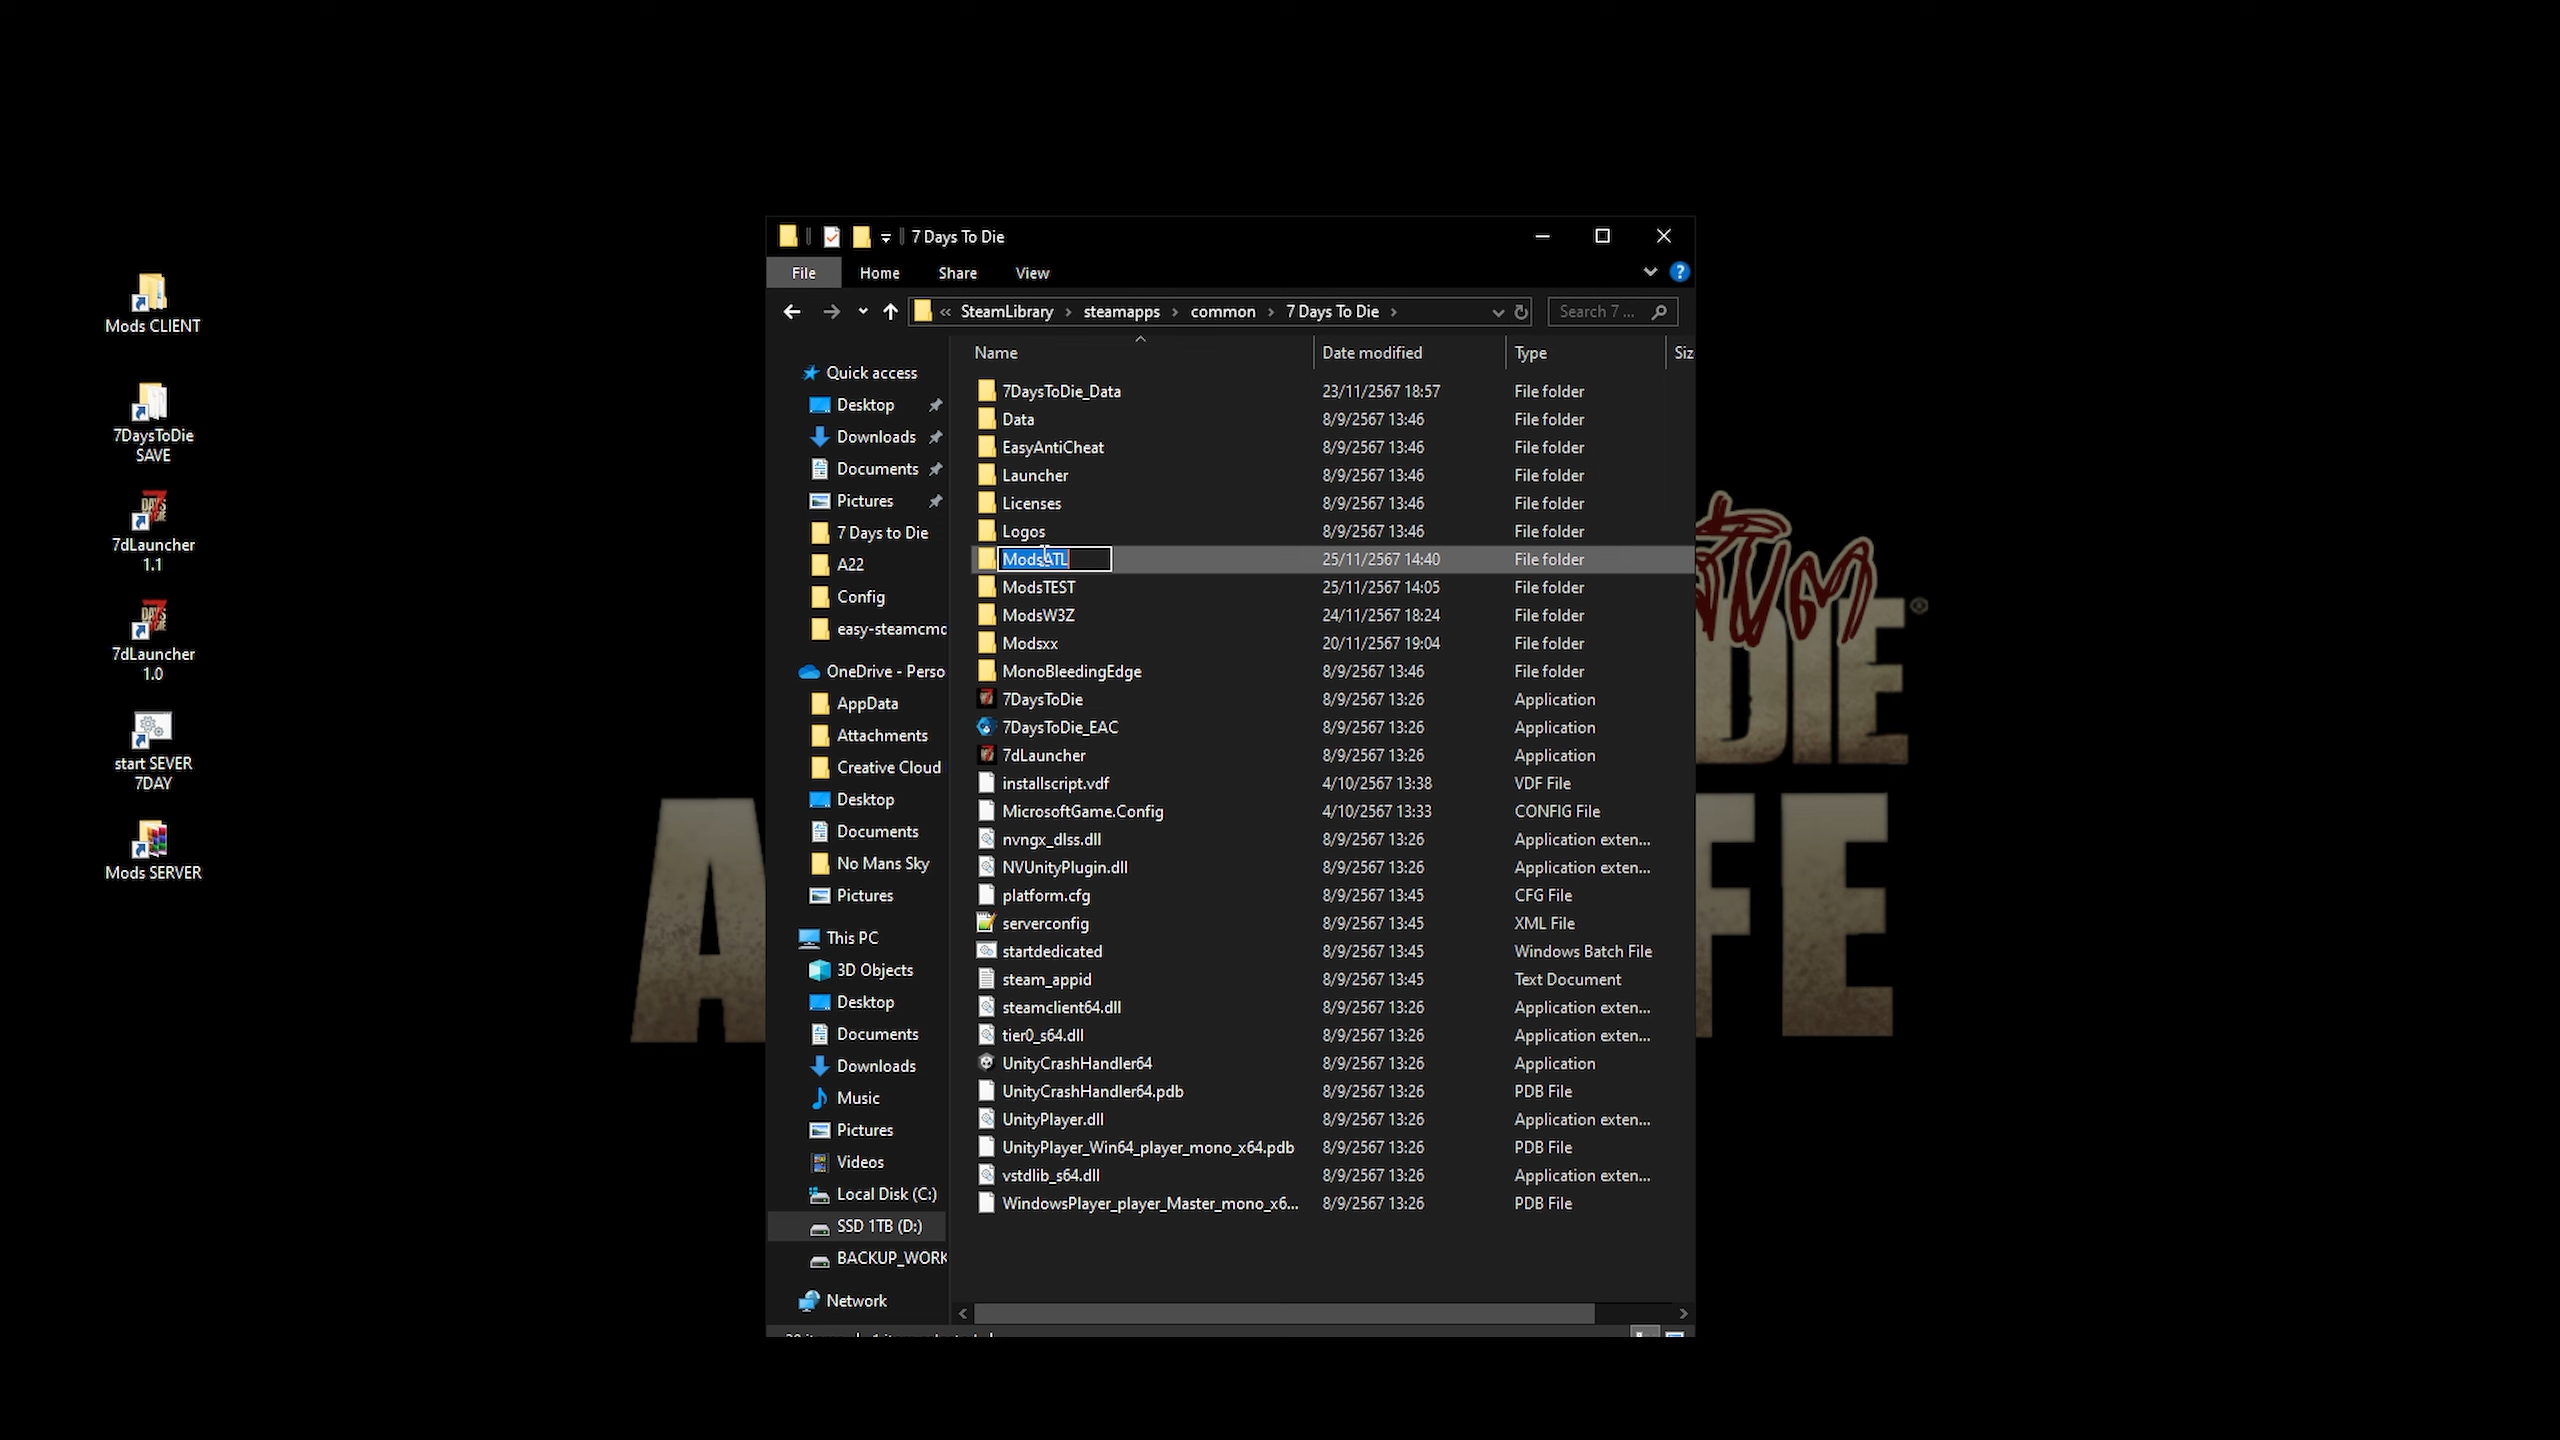 Mods CLIENT
7DaysToDie
SAVE
7dLauncher
1.1
7dLauncher
1.0
start SEVER
7DAY
Mods SERVER
7 Days To Die
File Home Share View
« SteamLibrary › steamapps › common › 7 Days To Die ›
Search 7 ...
Quick access
Desktop
Downloads
Documents
Pictures
7 Days to Die
A22
Config
easy-steamcmd
OneDrive - Perso
AppData
Attachments
Creative Cloud
Desktop
Documents
No Mans Sky
Pictures
This PC
3D Objects
Desktop
Documents
Downloads
Music
Pictures
Videos
Local Disk (C:)
SSD 1TB (D:)
BACKUP_WORK
Network
Name Date modified Type Siz
7DaysToDie_Data 23/11/2567 18:57 File folder
Data 8/9/2567 13:46 File folder
EasyAntiCheat 8/9/2567 13:46 File folder
Launcher 8/9/2567 13:46 File folder
Licenses 8/9/2567 13:46 File folder
Logos 8/9/2567 13:46 File folder
ModsATL 25/11/2567 14:40 File folder
ModsTEST 25/11/2567 14:05 File folder
ModsW3Z 24/11/2567 18:24 File folder
Modsxx 20/11/2567 19:04 File folder
MonoBleedingEdge 8/9/2567 13:46 File folder
7DaysToDie 8/9/2567 13:26 Application
7DaysToDie_EAC 8/9/2567 13:26 Application
7dLauncher 8/9/2567 13:26 Application
installscript.vdf 4/10/2567 13:38 VDF File
MicrosoftGame.Config 4/10/2567 13:33 CONFIG File
nvngx_dlss.dll 8/9/2567 13:26 Application exten...
NVUnityPlugin.dll 8/9/2567 13:26 Application exten...
platform.cfg 8/9/2567 13:45 CFG File
serverconfig 8/9/2567 13:45 XML File
startdedicated 8/9/2567 13:45 Windows Batch File
steam_appid 8/9/2567 13:45 Text Document
steamclient64.dll 8/9/2567 13:26 Application exten...
tier0_s64.dll 8/9/2567 13:26 Application exten...
UnityCrashHandler64 8/9/2567 13:26 Application
UnityCrashHandler64.pdb 8/9/2567 13:26 PDB File
UnityPlayer.dll 8/9/2567 13:26 Application exten...
UnityPlayer_Win64_player_mono_x64.pdb 8/9/2567 13:26 PDB File
vstdlib_s64.dll 8/9/2567 13:26 Application exten...
WindowsPlayer_player_Master_mono_x6... 8/9/2567 13:26 PDB File
DIE®
A FE